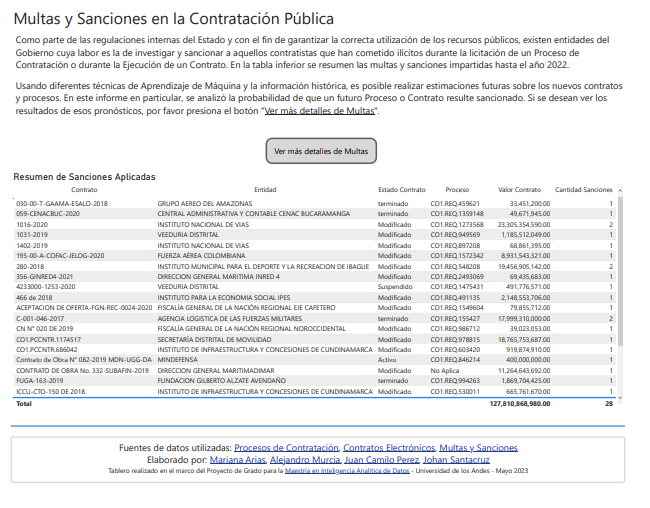 Multas y Sanciones en la Contratación Pública
Como parte de las regulaciones internas del Estado y con el fin de garantizar la correcta utilización de los recursos públicos, existen entidades del
Gobierno cuya labor es la de investigar y sancionar a aquellos contratistas que han cometido ilícitos durante la licitación de un Proceso de
Contratación o durante la Ejecución de un Contrato. En la tabla inferior se resumen las multas y sanciones impartidas hasta el año 2022.
Usando diferentes técnicas de Aprendizaje de Máquina y la información histórica, es posible realizar estimaciones futuras sobre los nuevos contratos
y procesos. En este informe en particular, se analizó la probabilidad de que un futuro Proceso o Contrato resulte sancionado. Si se desean ver los
resultados de esos pronósticos, por favor presiona el botón "Ver más detalles de Multas".
Ver más detalles de Multas
Resumen de Sanciones Aplicadas
Contrato Entidad Estado Contrato Proceso Valor Contrato Cantidad Sanciones
030-00-T-GAAMA-ESALO-2018 GRUPO AEREO DEL AMAZONAS terminado CO1.REQ.459621 33,451,200.00 1
059-CENACBUC-2020 CENTRAL ADMINISTRATIVA Y CONTABLE CENAC BUCARAMANGA terminado CO1.REQ.1359148 49,671,945.00 1
1016-2020 INSTITUTO NACIONAL DE VIAS Modificado CO1.REQ.1273568 23,305,354,590.00 2
1031-2019 VEEDURIA DISTRITAL Modificado CO1.REQ.949569 1,185,512,049.00 1
1402-2019 INSTITUTO NACIONAL DE VIAS Modificado CO1.REQ.897208 68,861,395.00 1
195-00-A-COFAC-JELOG-2020 FUERZA AÉREA COLOMBIANA Modificado CO1.REQ.1572342 8,931,543,321.00 1
280-2018 INSTITUTO MUNICIPAL PARA EL DEPORTE Y LA RECREACION DE IBAGUE Modificado CO1.REQ.548208 19,456,905,142.00 2
356-GINRED4-2021 DIRECCION GENERAL MARITIMA INRED 4 Modificado CO1.REQ.2493069 69,435,683.00 1
4233000-1253-2020 VEEDURIA DISTRITAL Suspendido CO1.REQ.1475431 491,776,571.00 1
466 de 2018 INSTITUTO PARA LA ECONOMIA SOCIAL IPES Modificado CO1.REQ.491135 2,148,553,706.00 1
ACEPTACION DE OFERTA-FGN-REC-0024-2020 FISCALÍA GENERAL DE LA NACIÓN REGIONAL EJE CAFETERO Modificado CO1.REQ.1549604 79,855,712.00 1
C-001-046-2017 AGENCIA LOGISTICA DE LAS FUERZAS MILITARES terminado CO1.REQ.155427 17,999,310,000.00 2
CN N° 020 DE 2019 FISCALÍA GENERAL DE LA NACIÓN REGIONAL NOROCCIDENTAL Modificado CO1.REQ.986712 39,023,053.00 1
CO1.PCCNTR.1174517 SECRETARÍA DISTRITAL DE MOVILIDAD Modificado CO1.REQ.978815 18,765,753,687.00 1
CO1.PCCNTR.686042 INSTITUTO DE INFRAESTRUCTURA Y CONCESIONES DE CUNDINAMARCA Modificado CO1.REQ.603420 919,874,910.00 1
Contrato de Obra N° 082-2019 MDN-UGG-DA MINDEFENSA Activo CO1.REQ.846214 400,000,000.00 1
CONTRATO DE OBRA No. 332-SUBAFIN-2019 DIRECCION GENERAL MARITIMADIMAR Modificado No Aplica 11,264,643,692.00 1
FUGA-163-2019 FUNDACION GILBERTO ALZATE AVENDAÑO terminado CO1.REQ.994263 1,869,704,425.00 1
ICCU-CTO-150 DE 2018 INSTITUTO DE INFRAESTRUCTURA Y CONCESIONES DE CUNDINAMARCA Modificado CO1.REQ.530011 665,761,670.00 1
Total 127,810,868,980.00 28
Fuentes de datos utilizadas: Procesos de Contratación, Contratos Electrónicos, Multas y Sanciones
Elaborado por: Mariana Arias, Alejandro Murcia, Juan Camilo Perez, Johan Santacruz
Tablero realizado en el marco del Proyecto de Grado para la Maestría en Inteligencia Analítica de Datos - Universidad de los Andes - Mayo 2023